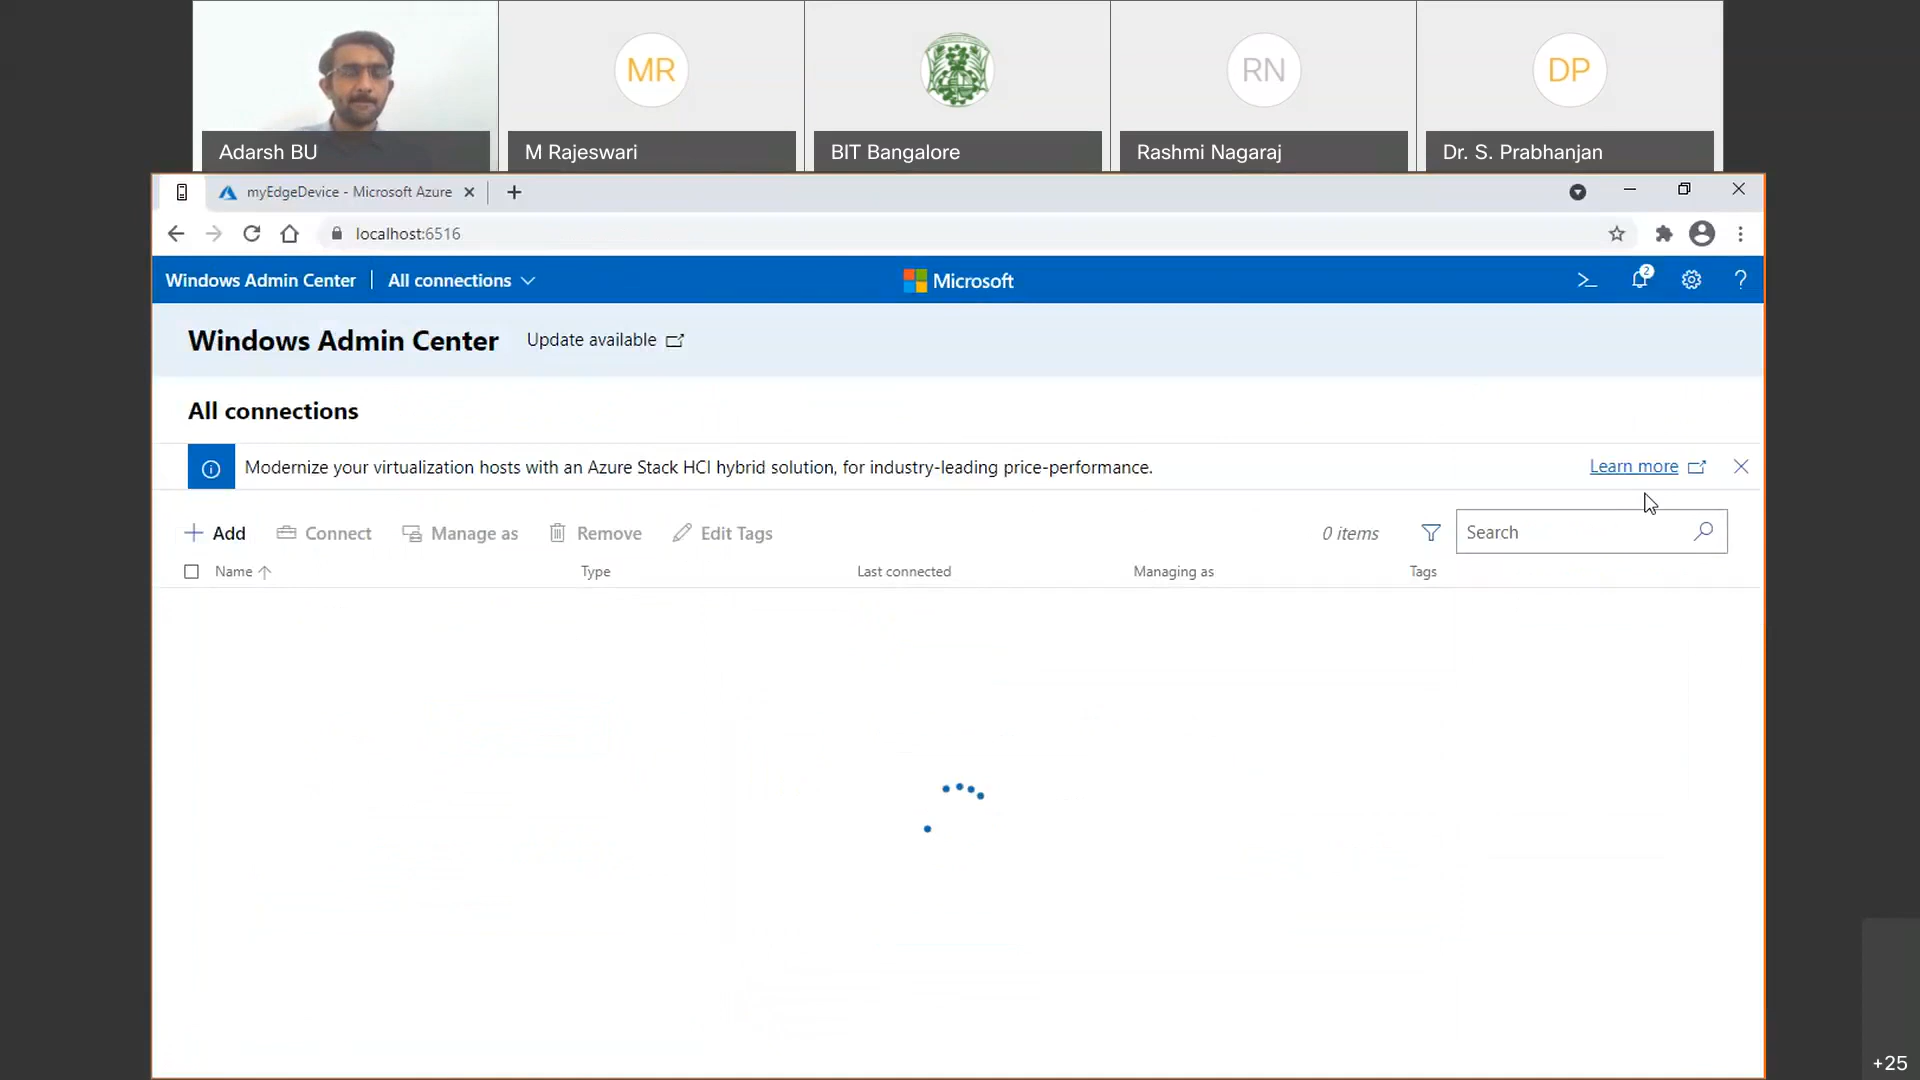 MR
RN
DP
Adarsh BU
M Rajeswari
BIT Bangalore
Rashmi Nagaraj
Dr. S. Prabhanjan
myEdgeDevice - Microsoft Azure
localhost:6516
Windows Admin Center
All connections
Microsoft
2
?
Windows Admin Center
Update available
All connections
Modernize your virtualization hosts with an Azure Stack HCI hybrid solution, for industry-leading price-performance.
Learn more
Add
Connect
Manage as
Remove
Edit Tags
0 items
Search
Name
Type
Last connected
Managing as
Tags
+25